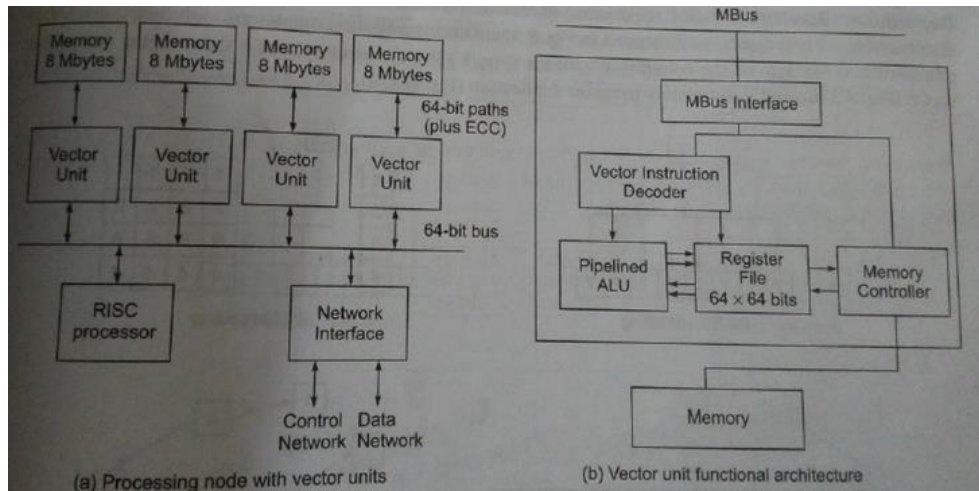 Memory
8 Mbytes
Memory
8 Mbytes
Memory
8 Mbytes
Memory
8 Mbytes
64-bit paths
(plus ECC)
Vector
Unit
Vector
Unit
Vector
Unit
Vector
Unit
64-bit bus
RISC
processor
Network
Interface
Control
Network
Data
Network
(a) Processing node with vector units
MBus
MBus Interface
Vector Instruction
Decoder
Pipelined
ALU
Register
File
64 × 64 bits
Memory
Controller
Memory
(b) Vector unit functional architecture